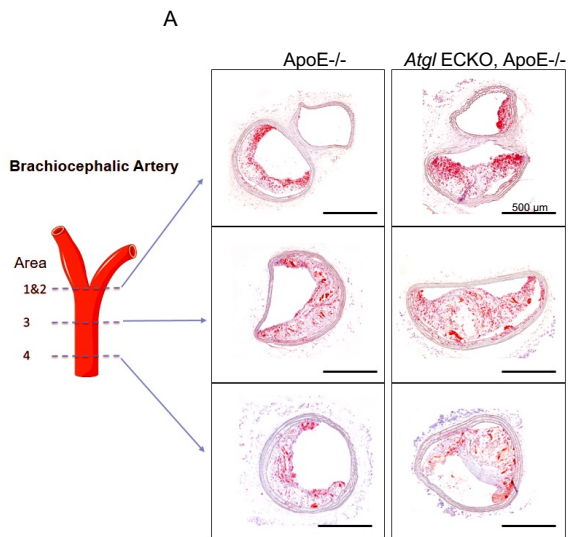 A
ApoE-/-
Atgl ECKO, ApoE-/-
Brachiocephalic Artery
500 µm
Area
1&2
3
4